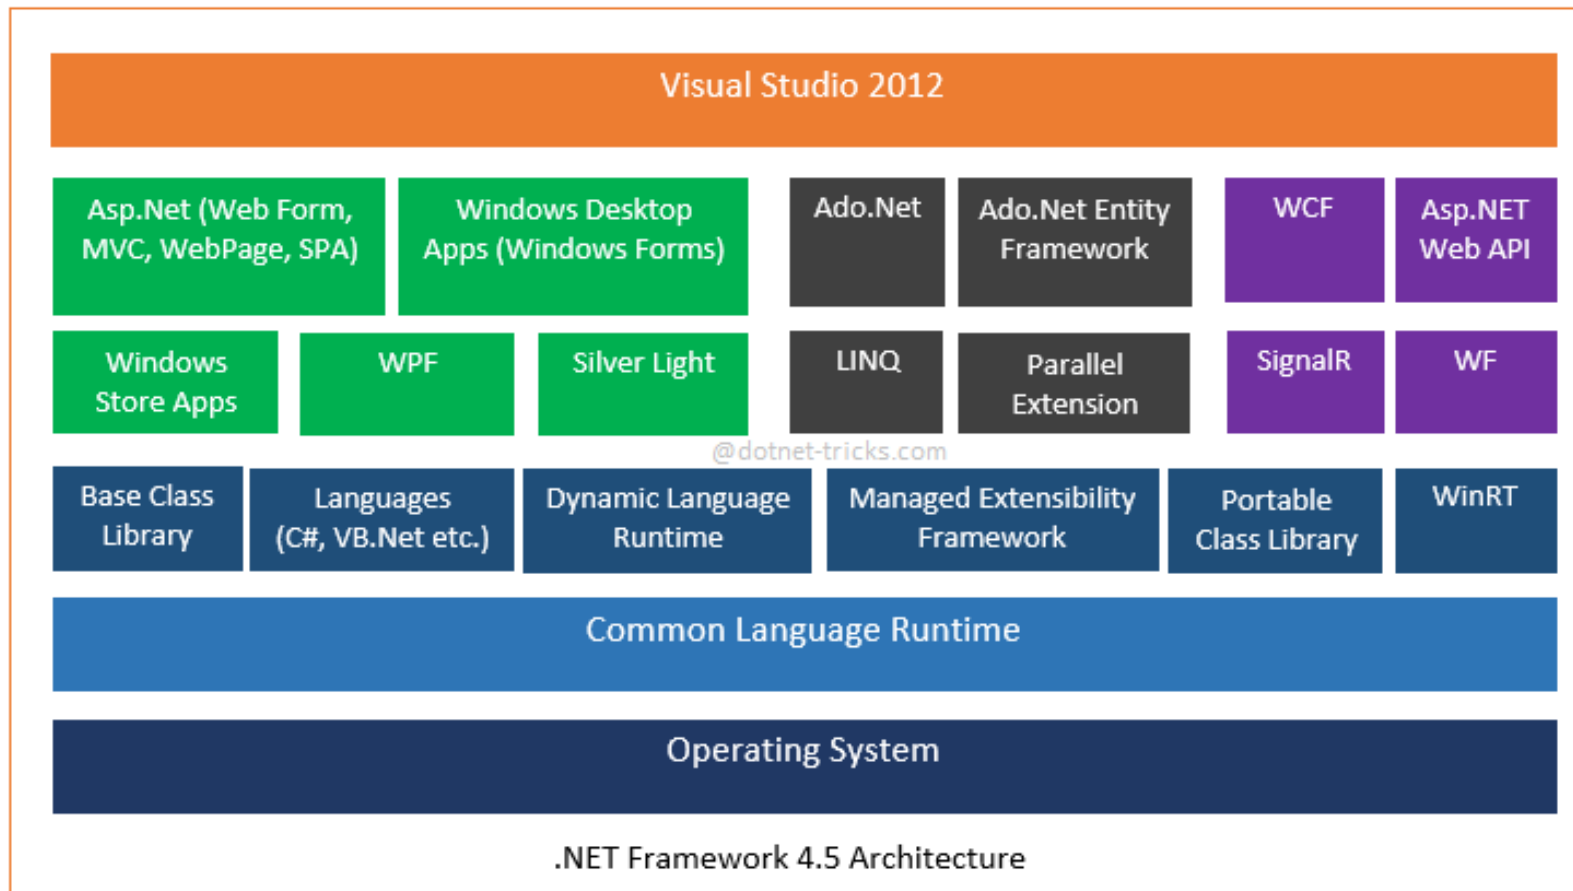 Visual Studio 2012
Asp.Net (Web Form,
MVC, WebPage, SPA)
Windows Desktop
Apps (Windows Forms)
Ado.Net
Ado.Net Entity
Framework
WCF
Asp.NET
Web API
Windows
Store Apps
WPF
Silver Light
LINQ
Parallel
Extension
SignalR
WF
@dotnet-tricks.com
Base Class
Library
Languages
(C#, VB.Net etc.)
Dynamic Language
Runtime
Managed Extensibility
Framework
Portable
Class Library
WinRT
Common Language Runtime
Operating System
.NET Framework 4.5 Architecture